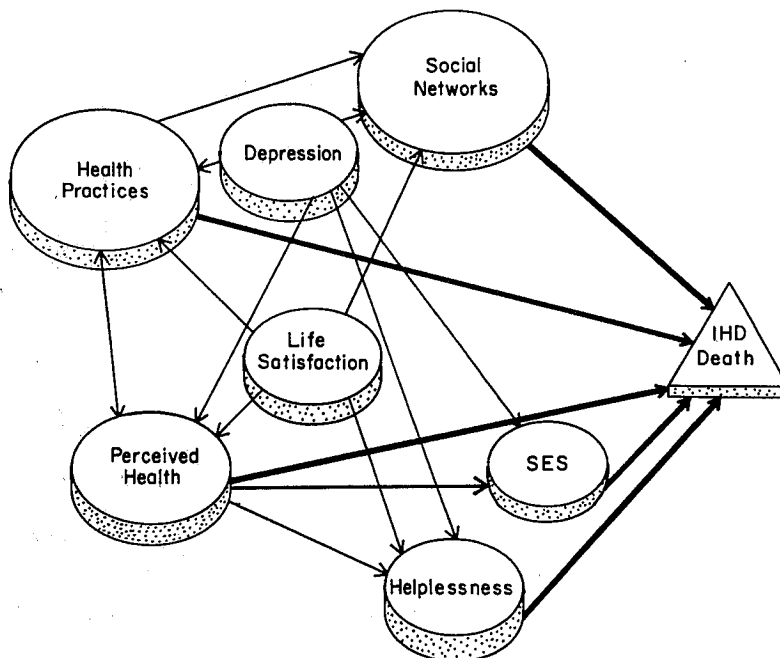 Social
Networks
Depression
Health
Practices
IHD
Death
Life
Satisfaction
Perceived
Health
SES
Helplessness